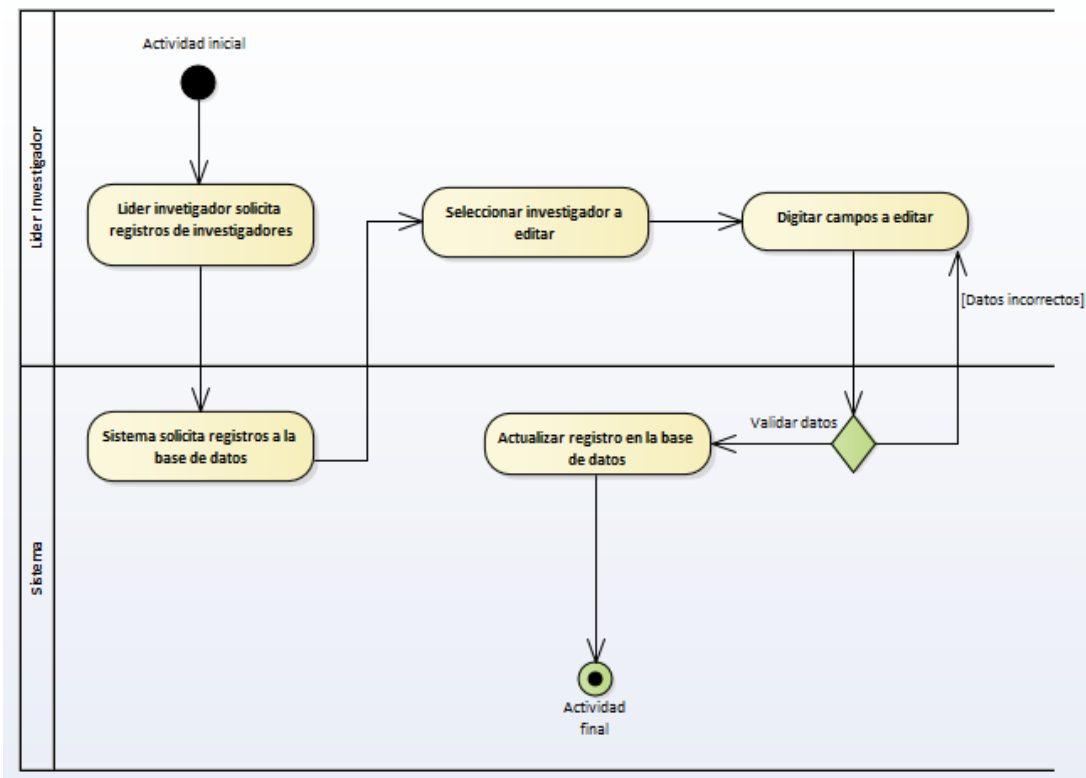 Actividad inicial
Lider Investigador
Lider invetigador solicita
registros de investigadores
Seleccionar investigador a
editar
Digitar campos a editar
[Datos incorrectos]
Sistema
Sistema solicita registros a la
base de datos
Actualizar registro en la base
de datos
Validar datos
Actividad
final